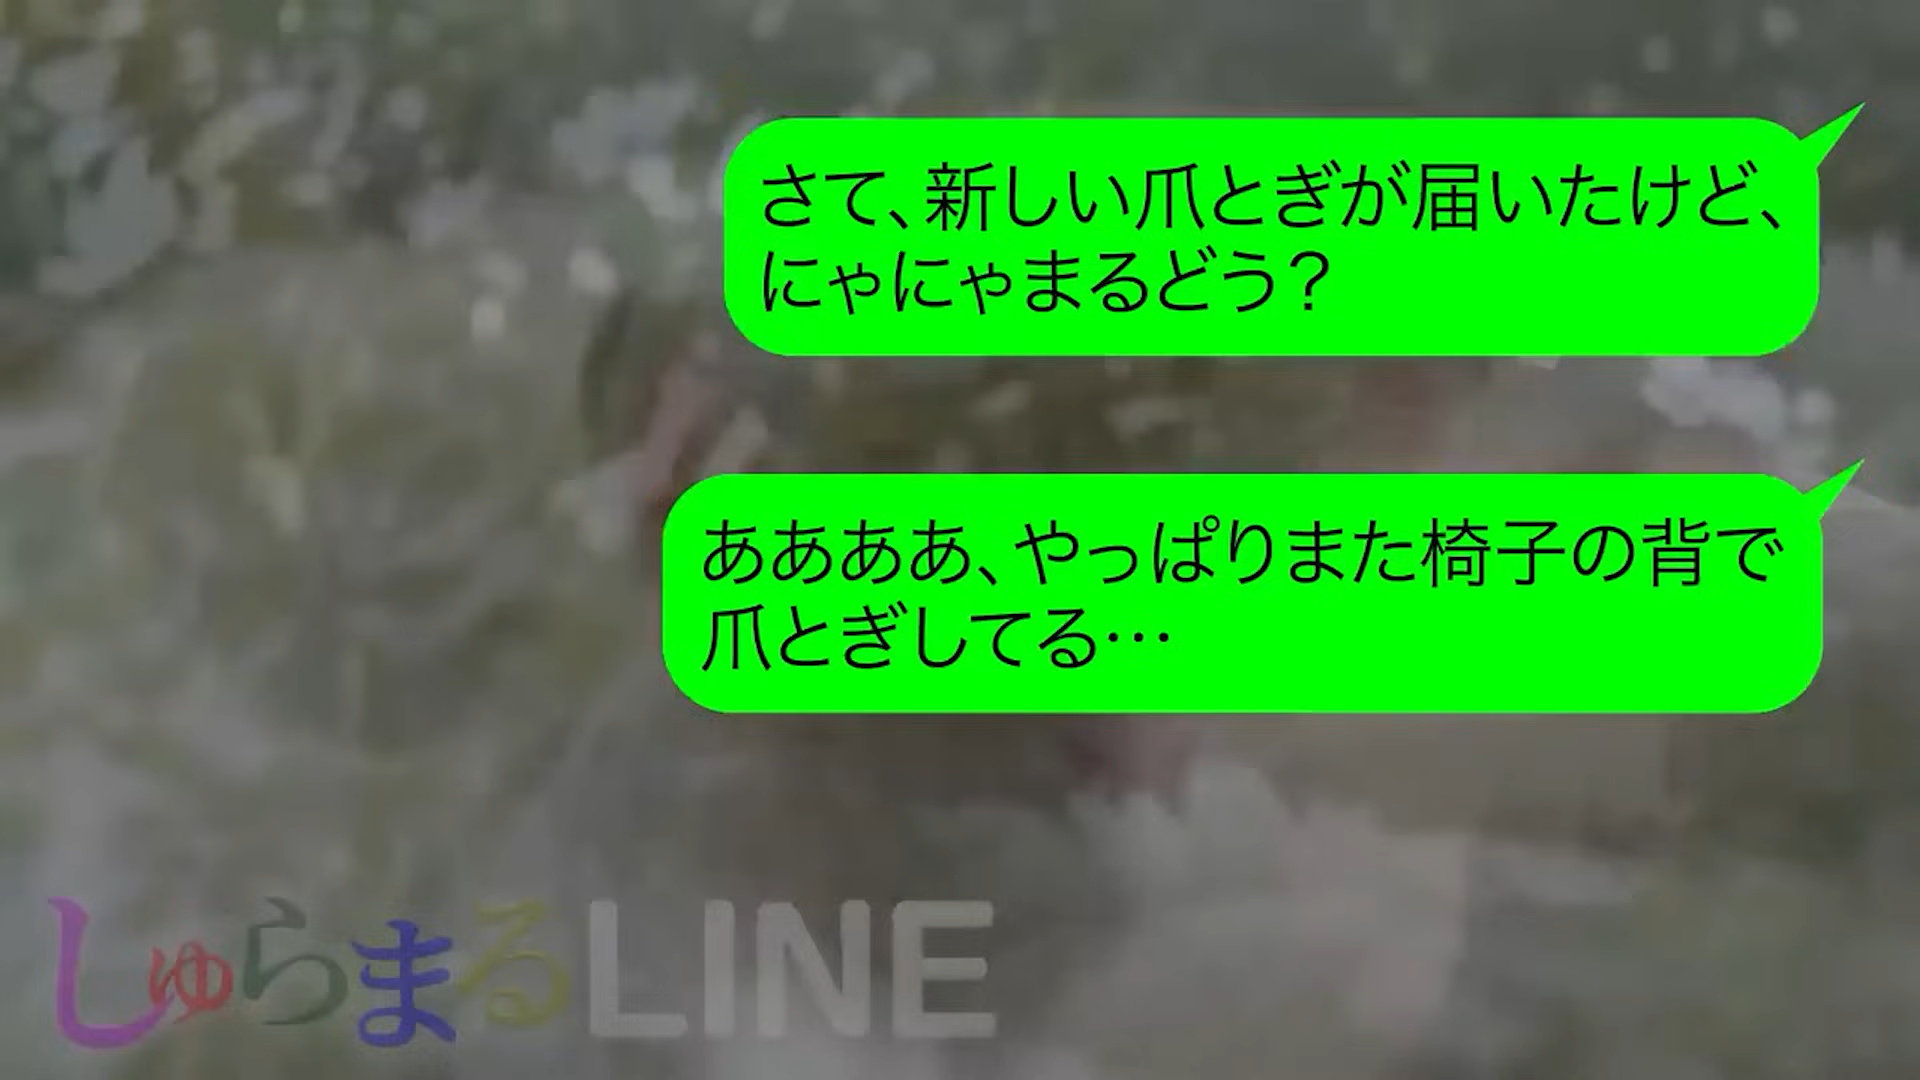 さて、新しい爪とぎが届いたけど、
にゃにゃまるどう？
ああああ、やっぱりまた椅子の背で
爪とぎしてる…
しゅらまるLINE